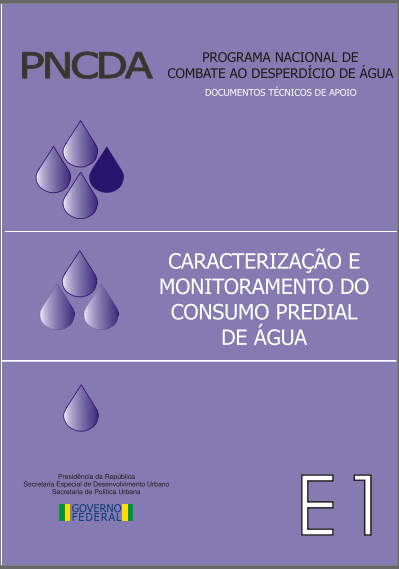 PNCDA
PROGRAMA NACIONAL DE
COMBATE AO DESPERDÍCIO DE ÁGUA
DOCUMENTOS TÉCNICOS DE APOIO
CARACTERIZAÇÃO E
MONITORAMENTO DO
CONSUMO PREDIAL
DE ÁGUA
Presidência da República
Secretaria Especial de Desenvolvimento Urbano
Secretaria de Política Urbana
GOVERNO
FEDERAL
E1